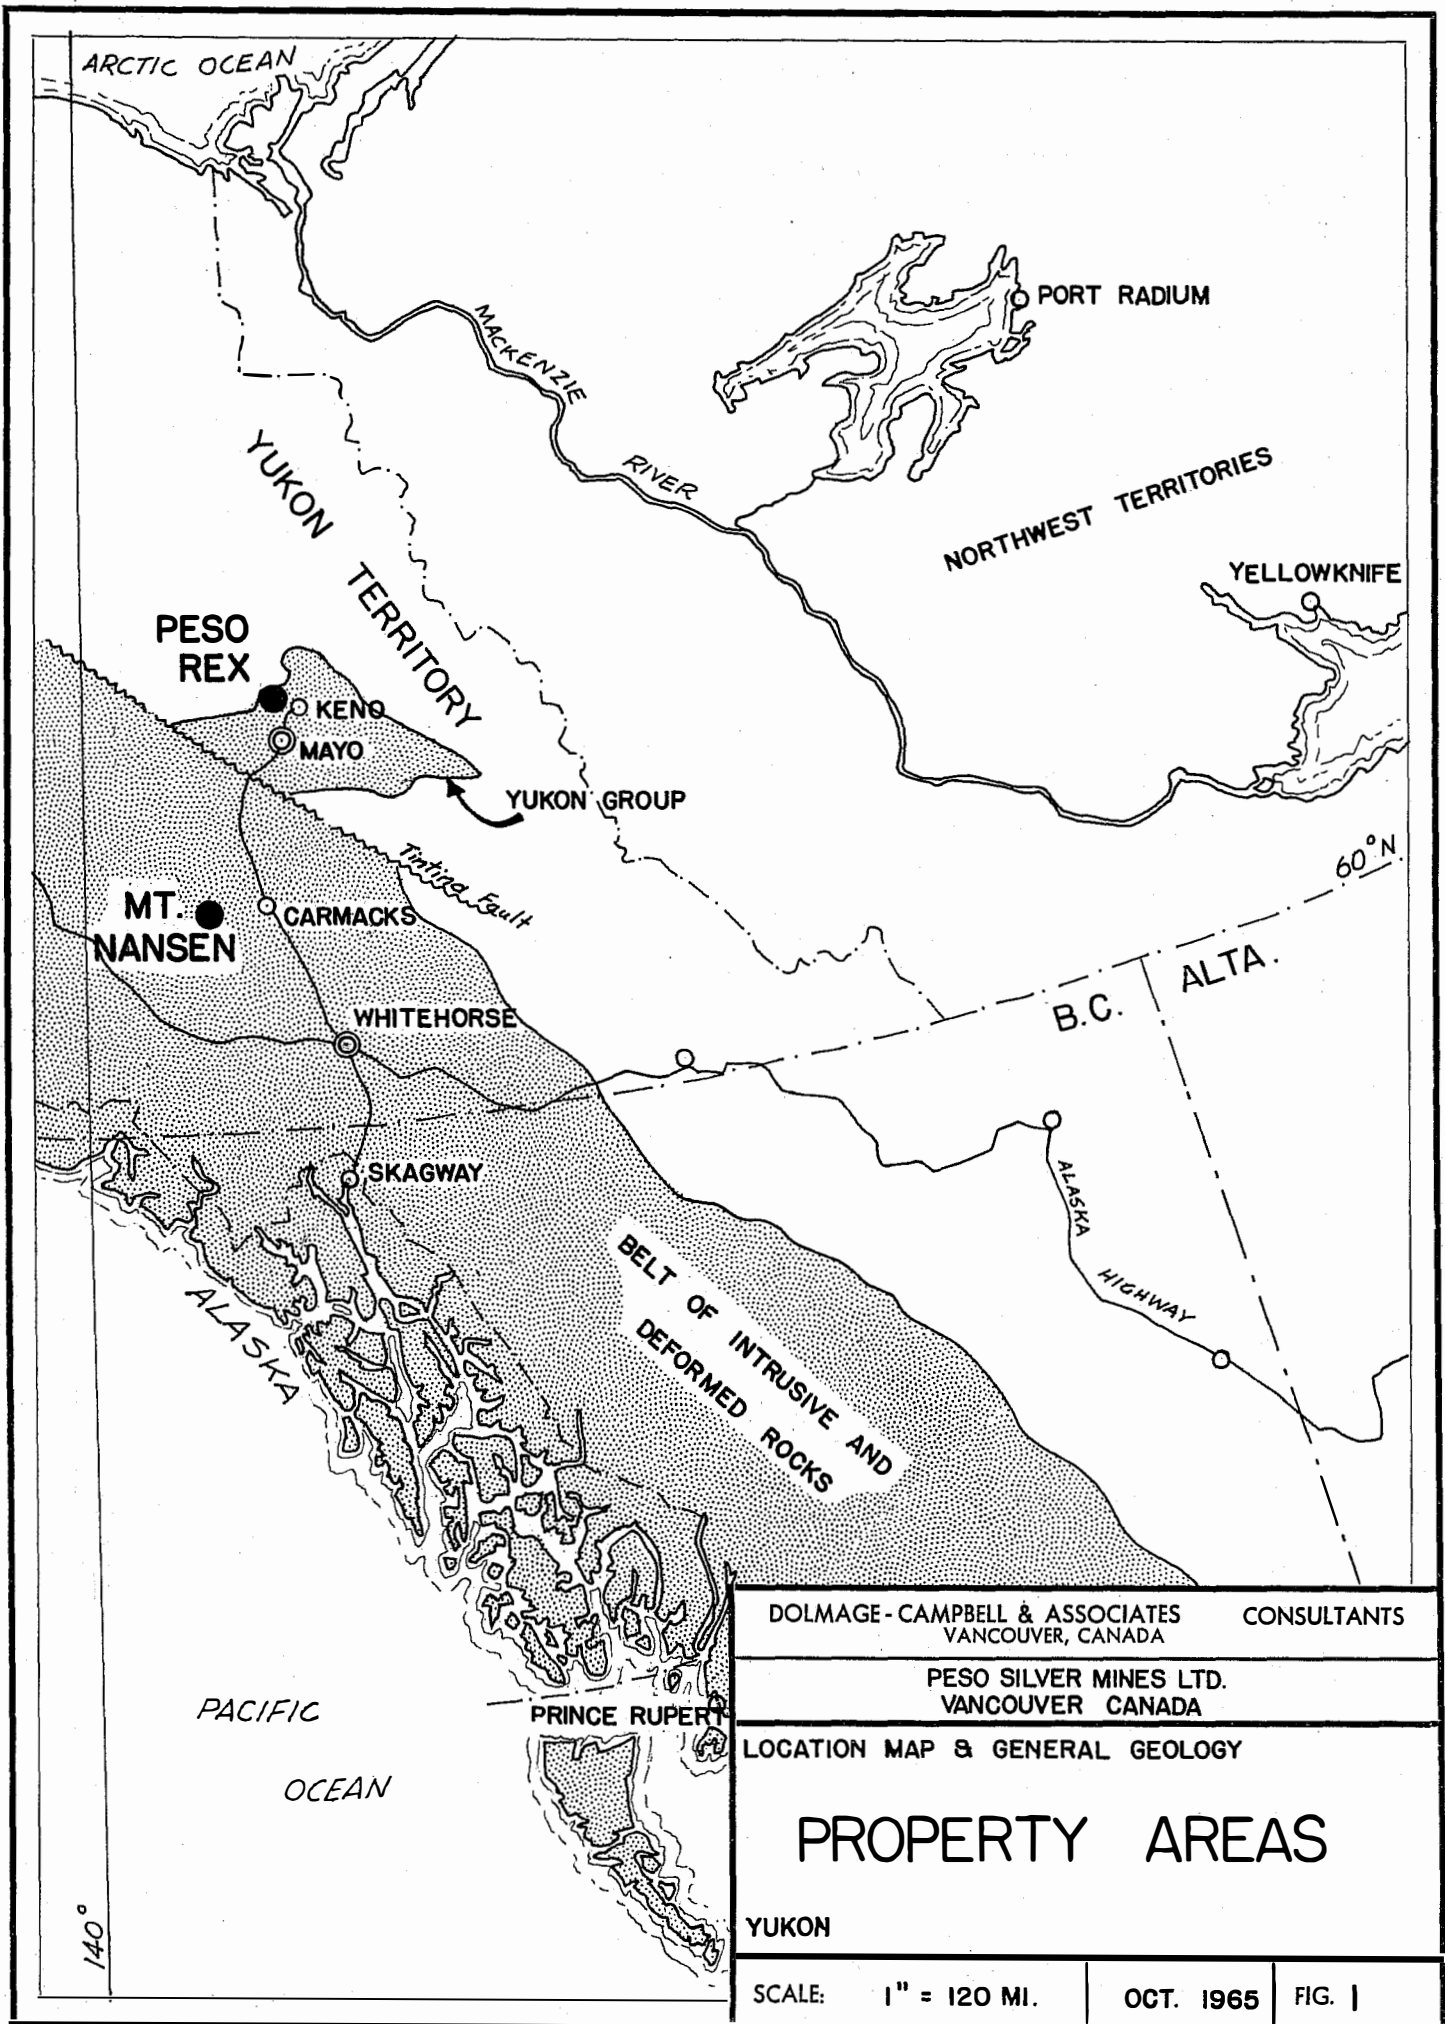 ARCTIC OCEAN
PORT RADIUM
MACKENZIE
RIVER
NORTHWEST TERRITORIES
YELLOWKNIFE
YUKON
TERRITORY
PESO
REX
KENO
MAYO
YUKON GROUP
Tintina Fault
60°N.
MT.
NANSEN
CARMACKS
WHITEHORSE
B.C.
ALTA.
SKAGWAY
ALASKA
HIGHWAY
ALASKA
BELT OF INTRUSIVE AND
DEFORMED ROCKS
PACIFIC
OCEAN
PRINCE RUPERT
140°
DOLMAGE-CAMPBELL & ASSOCIATES CONSULTANTS
VANCOUVER, CANADA
PESO SILVER MINES LTD.
VANCOUVER CANADA
LOCATION MAP & GENERAL GEOLOGY
PROPERTY AREAS
YUKON
SCALE: 1" = 120 MI. OCT. 1965 FIG. 1